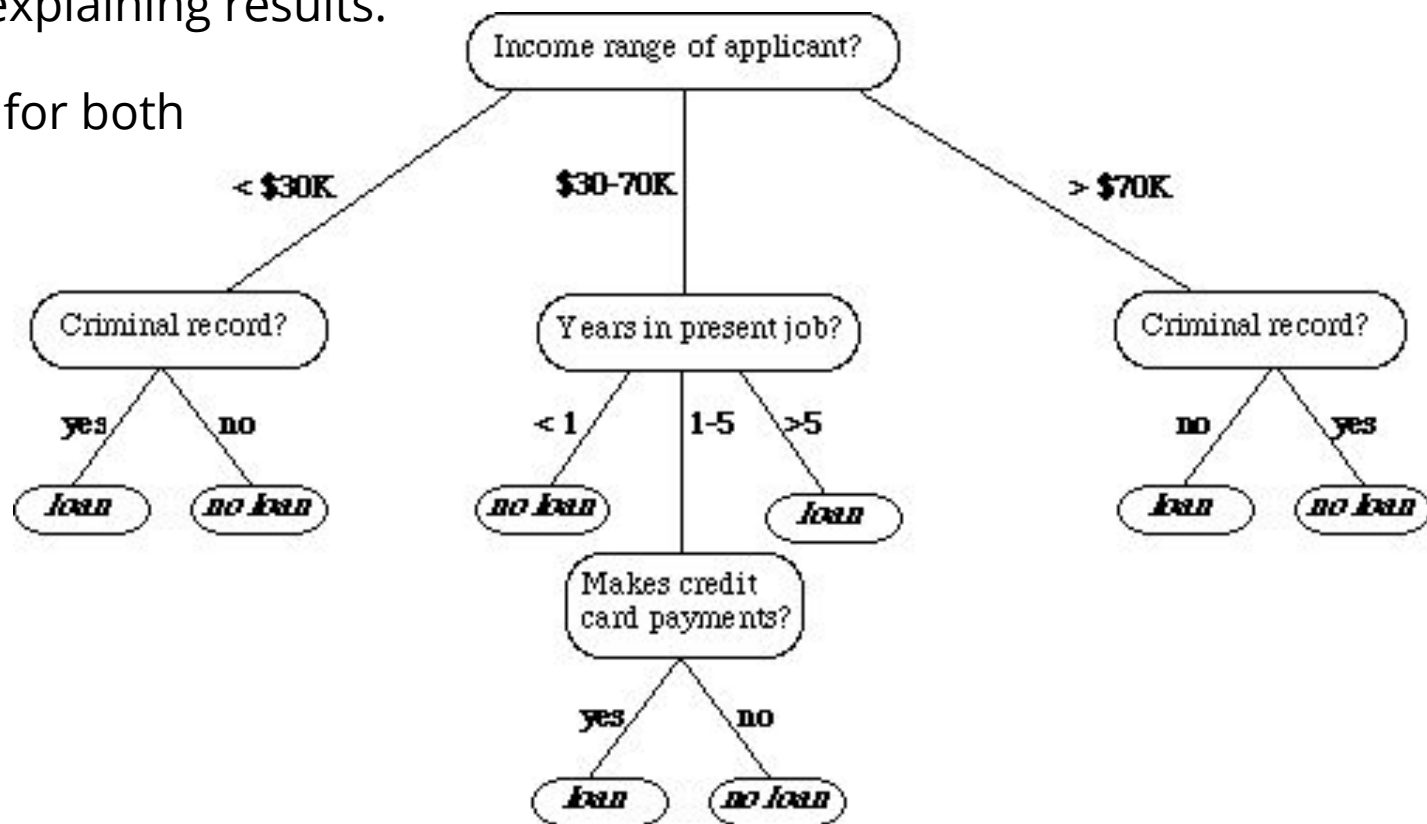 explaining results.
for both
Income range of applicant?
< $30K
$30-70K
> $70K
Criminal record?
Years in present job?
Criminal record?
yes
no
< 1
1-5
>5
no
yes
loan
no loan
no loan
loan
loan
no loan
Makes credit
card payments?
yes
no
loan
no loan